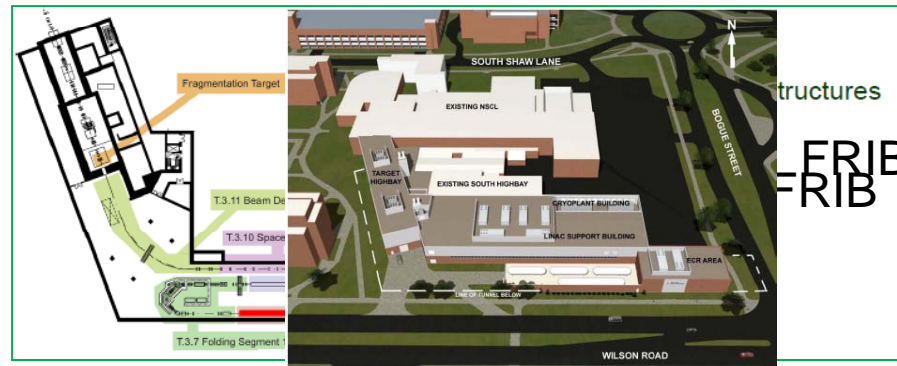 Fragmentation Target
T.3.11 Beam De
T.3.10 Space
T.3.7 Folding Segment 1
N
SOUTH SHAW LANE
EXISTING NSCL
BOGUE STREET
TARGET
HIGHBAY
EXISTING SOUTH HIGHBAY
CRYOPLANT BUILDING
LINAC SUPPORT BUILDING
ECR AREA
LINE OF TUNNEL BELOW
WILSON ROAD
tructures
FRIB
FRIB